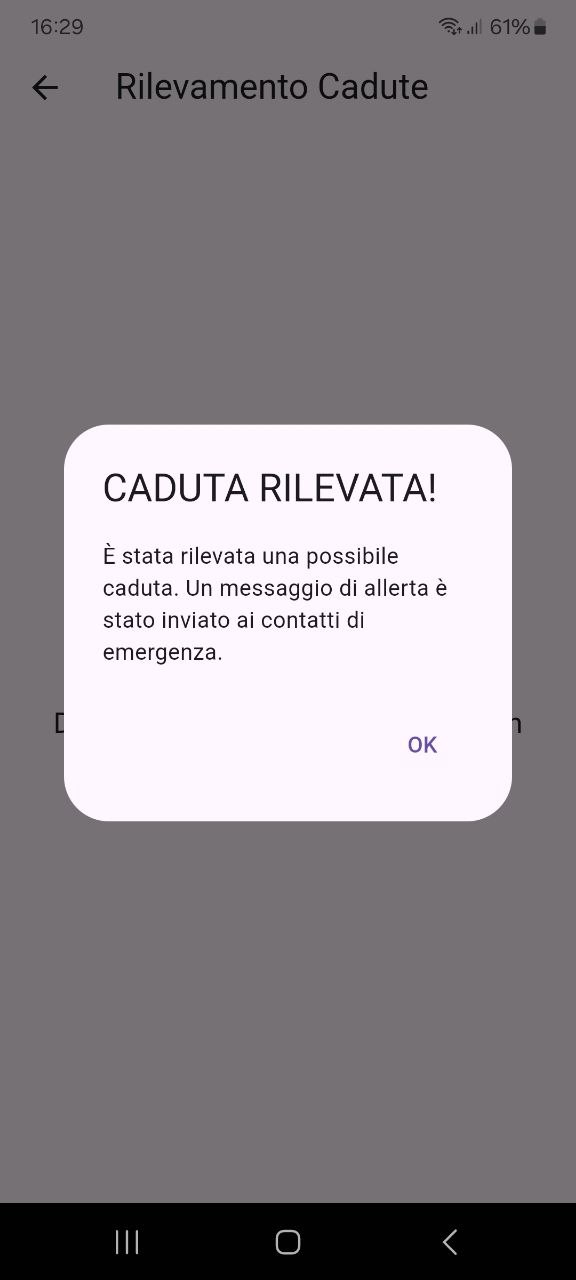 16:29
61%
Rilevamento Cadute
CADUTA RILEVATA!
È stata rilevata una possibile
caduta. Un messaggio di allerta è
stato inviato ai contatti di
emergenza.
OK